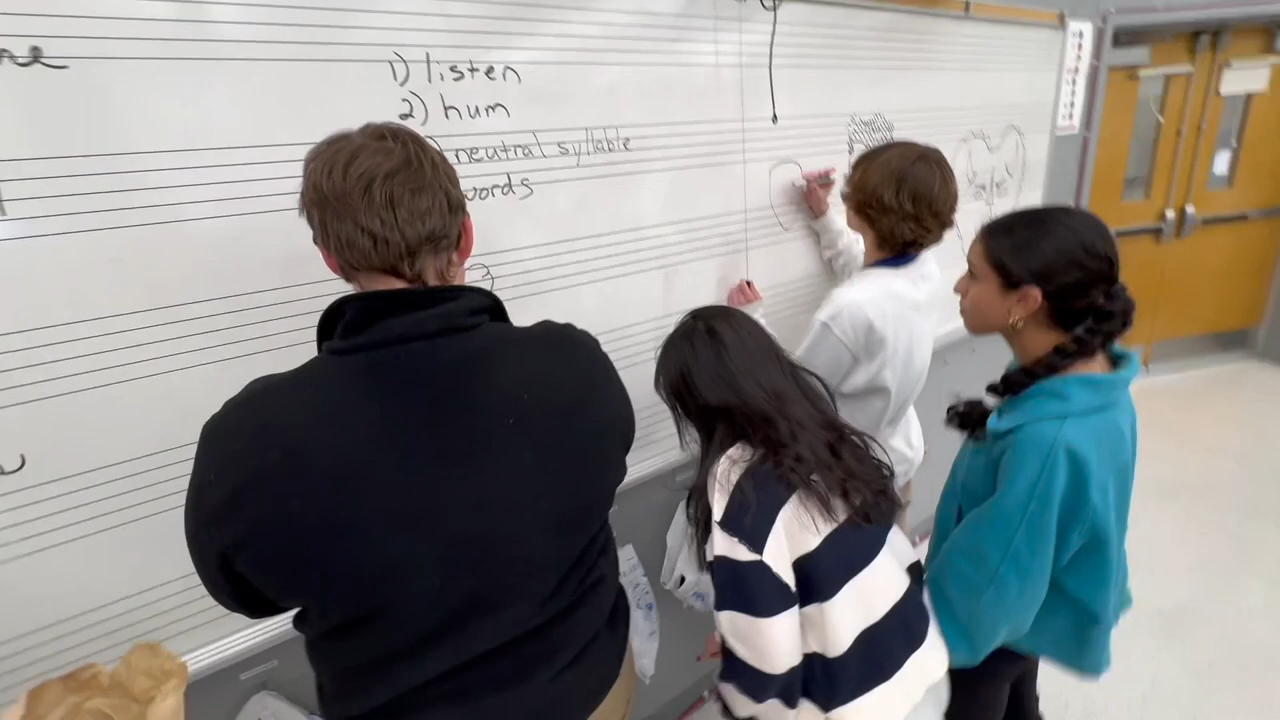 1) listen
2) hum
neutral syllable
words